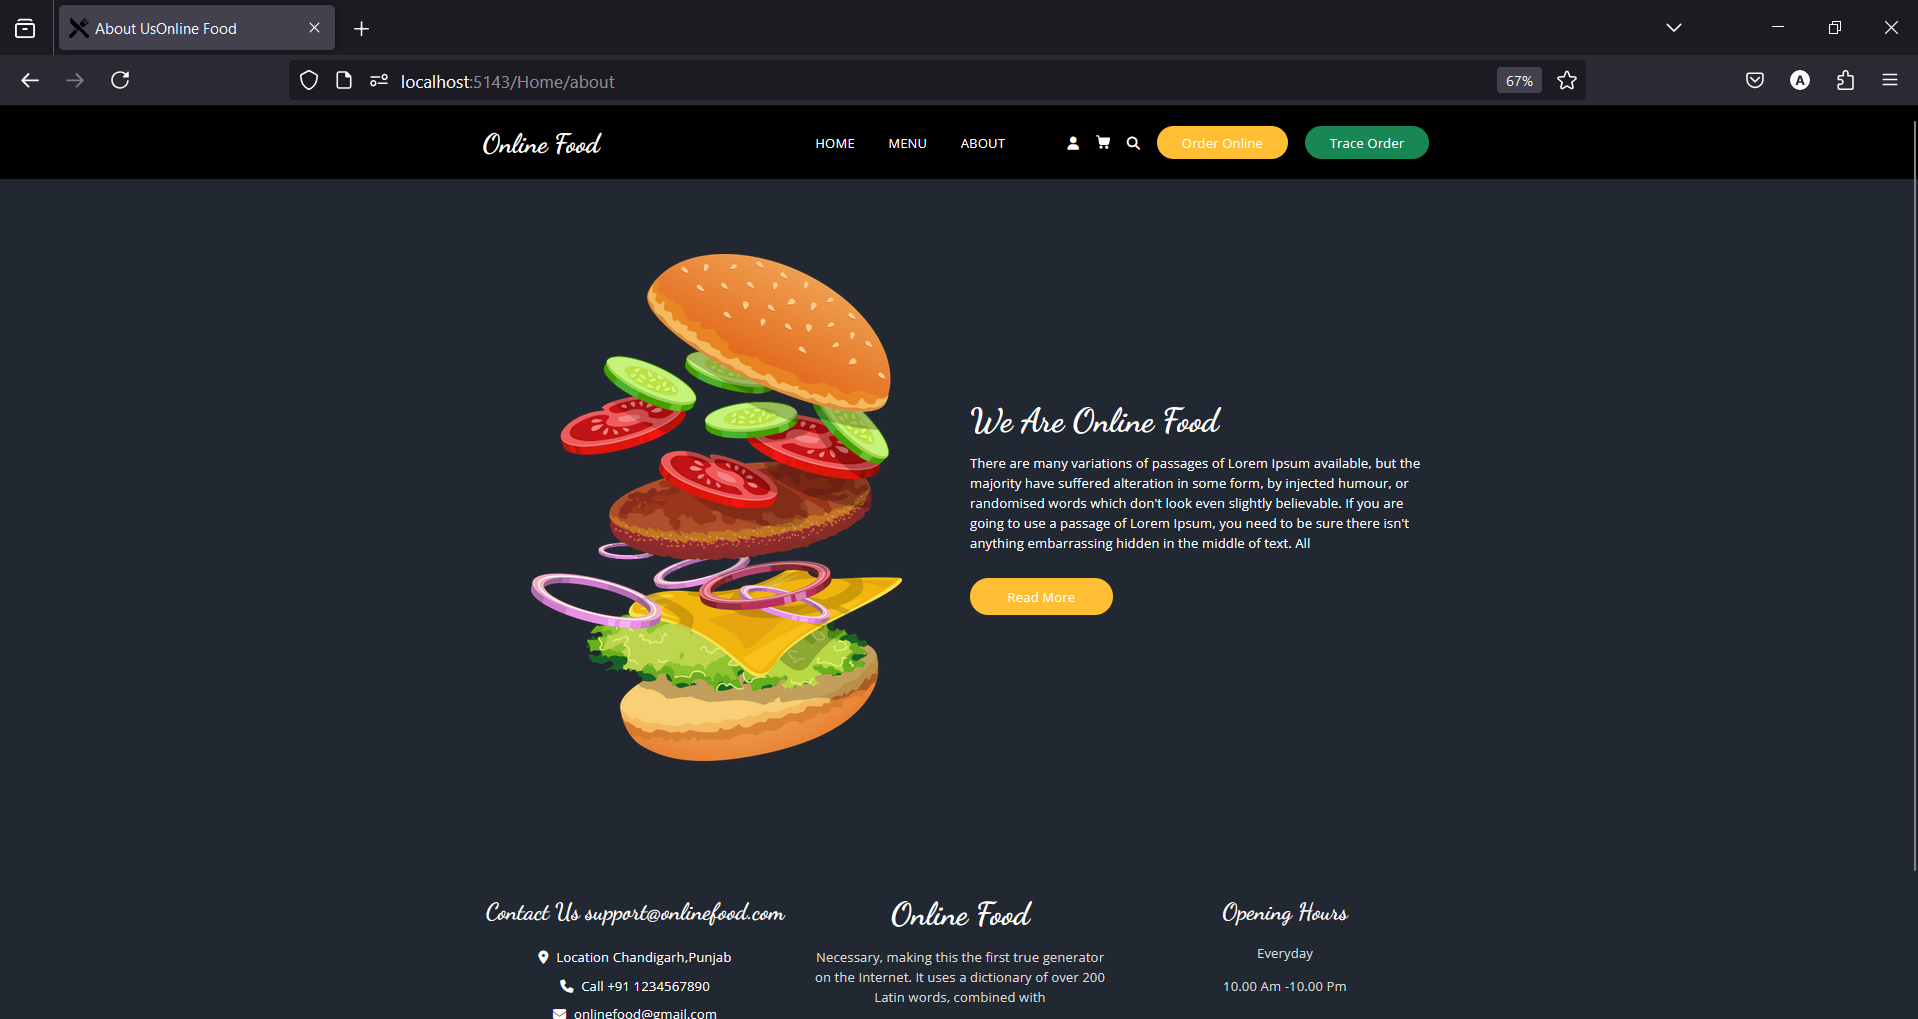 About UsOnline Food
localhost:5143/Home/about
67%
A
Online Food
HOME
MENU
ABOUT
Order Online
Trace Order
We Are Online Food
There are many variations of passages of Lorem Ipsum available, but the
majority have suffered alteration in some form, by injected humour, or
randomised words which don't look even slightly believable. If you are
going to use a passage of Lorem Ipsum, you need to be sure there isn't
anything embarrassing hidden in the middle of text. All
Read More
Contact Us support@onlinefood.com
Location Chandigarh,Punjab
Call +91 1234567890
onlinefood@gmail.com
Online Food
Necessary, making this the first true generator
on the Internet. It uses a dictionary of over 200
Latin words, combined with
Opening Hours
Everyday
10.00 Am -10.00 Pm